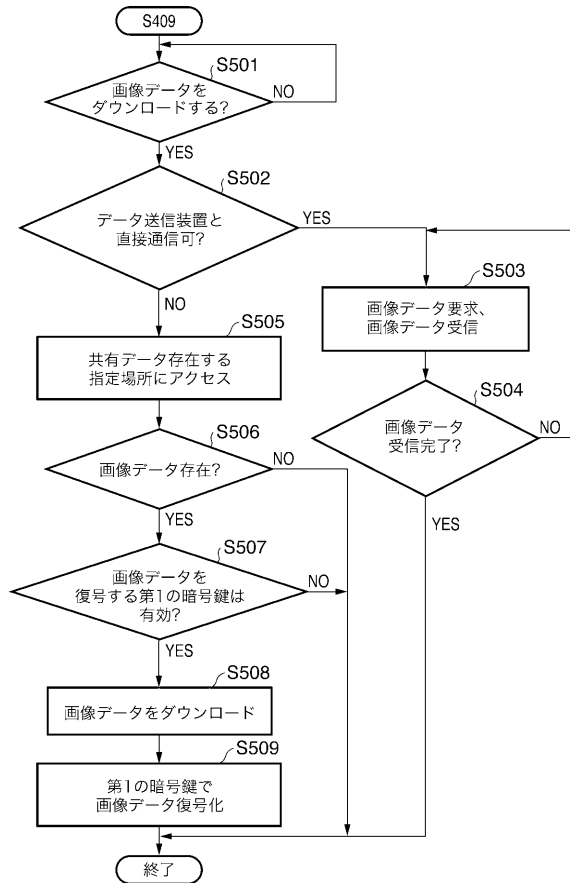 S409
S501
画像データを
ダウンロードする?
NO
YES
S502
データ送信装置と
直接通信可?
YES
NO
S503
画像データ要求、
画像データ受信
S504
画像データ
受信完了?
NO
YES
S505
共有データ存在する
指定場所にアクセス
S506
画像データ存在?
NO
YES
S507
画像データを
復号する第1の暗号鍵は
有効?
NO
YES
S508
画像データをダウンロード
S509
第1の暗号鍵で
画像データ復号化
終了